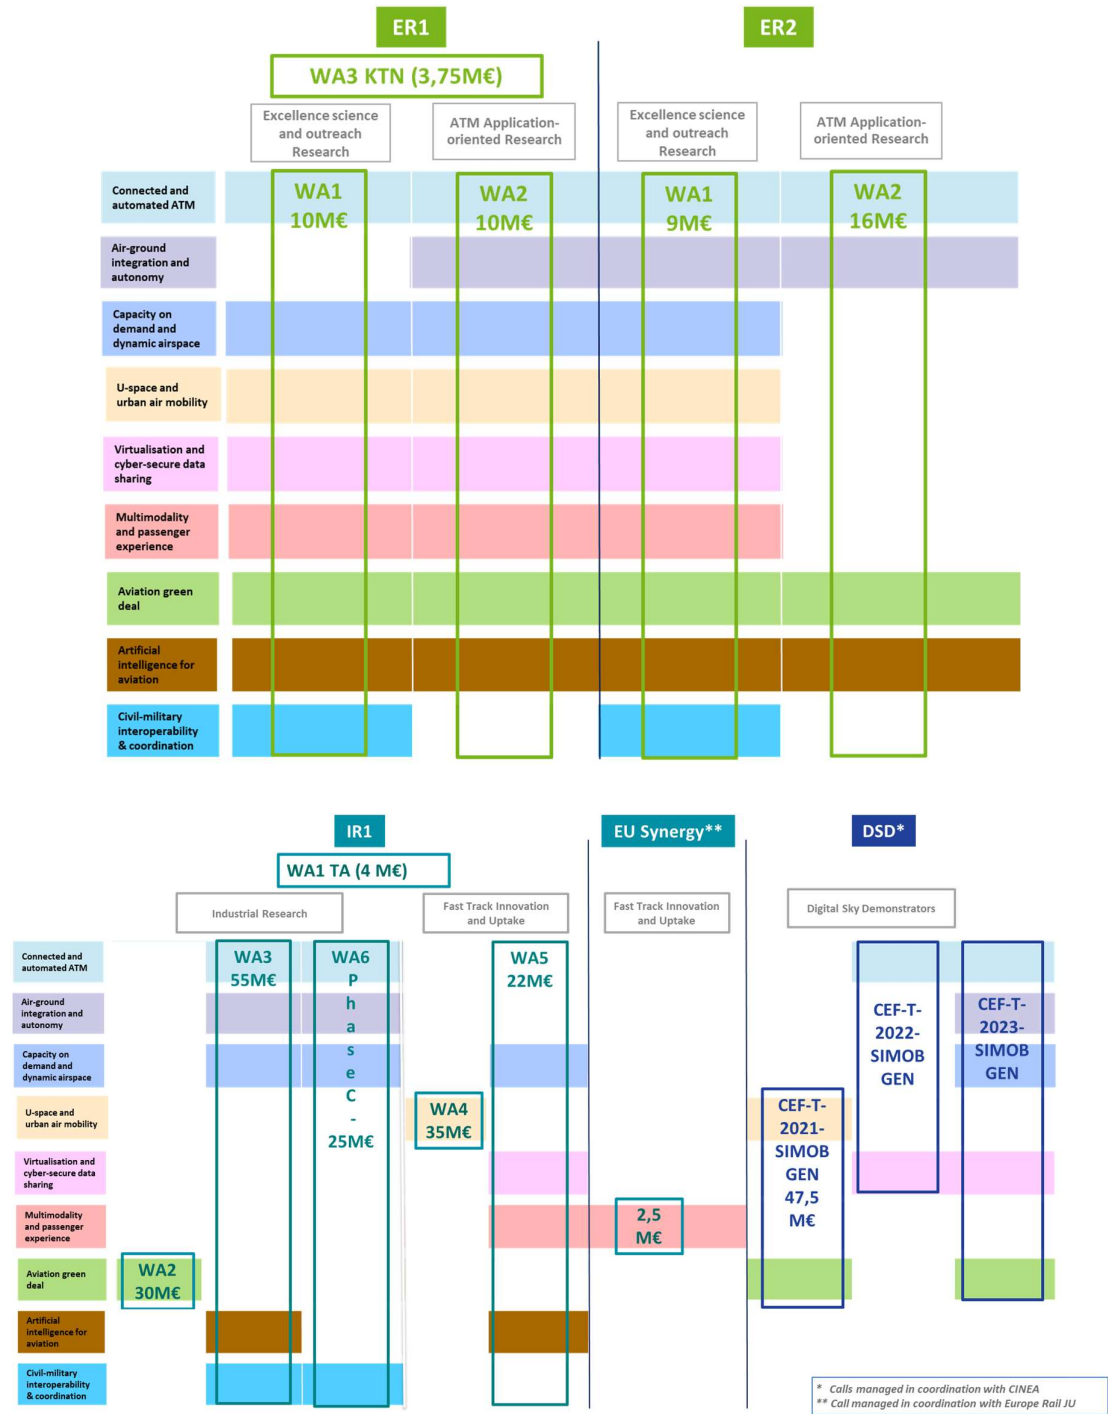 ER1
ER2
WA3 KTN (3,75M€)
Excellence science
and outreach
Research
ATM Application-
oriented Research
Excellence science
and outreach
Research
ATM Application-
oriented Research
WA1
10M€
WA2
10M€
WA1
9M€
WA2
16M€
Connected and
automated ATM
Air-ground
integration and
autonomy
Capacity on
demand and
dynamic airspace
U-space and
urban air mobility
Virtualisation and
cyber-secure data
sharing
Multimodality
and passenger
experience
Aviation green
deal
Artificial
intelligence for
aviation
Civil-military
interoperability
& coordination
IR1
EU Synergy**
DSD*
WA1 TA (4 M€)
Industrial Research
Fast Track Innovation
and Uptake
Fast Track Innovation
and Uptake
Digital Sky Demonstrators
Connected and
automated ATM
Air-ground
integration and
autonomy
Capacity on
demand and
dynamic airspace
U-space and
urban air mobility
Virtualisation and
cyber-secure data
sharing
Multimodality
and passenger
experience
Aviation green
deal
Artificial
intelligence for
aviation
Civil-military
interoperability
& coordination
WA2
30M€
WA3
55M€
WA6
P
h
a
s
e
C
-
25M€
WA4
35M€
WA5
22M€
2,5
M€
CEF-T-
2021-
SIMOB
GEN
47,5
M€
CEF-T-
2022-
SIMOB
GEN
CEF-T-
2023-
SIMOB
GEN
* Calls managed in coordination with CINEA
** Call managed in coordination with Europe Rail JU